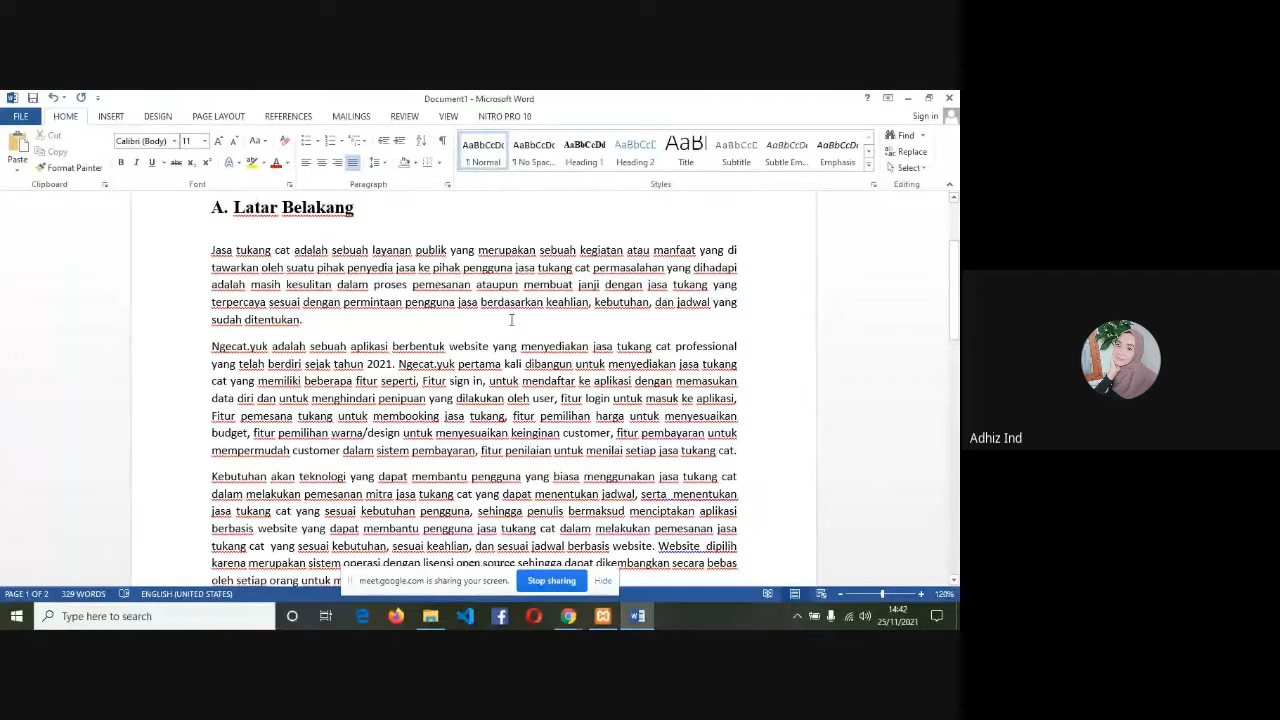 Document1 - Microsoft Word
FILE HOME INSERT DESIGN PAGE LAYOUT REFERENCES MAILINGS REVIEW VIEW NITRO PRO 10 Sign in
Paste
Cut
Copy
Format Painter
Calibri (Body) 11
AaBbCcDc AaBbCcDc AaBbCcDd AaBbCcD AaBl AaBbCcD AaBbCcDc AaBbCcDc
¶ Normal ¶ No Spac... Heading 1 Heading 2 Title Subtitle Subtle Em... Emphasis
Find
Replace
Select
Clipboard Font Paragraph Styles Editing
A. Latar Belakang
Jasa tukang cat adalah sebuah layanan publik yang merupakan sebuah kegiatan atau manfaat yang di
tawarkan oleh suatu pihak penyedia jasa ke pihak pengguna jasa tukang cat permasalahan yang dihadapi
adalah masih kesulitan dalam proses pemesanan ataupun membuat janji dengan jasa tukang yang
terpercaya sesuai dengan permintaan pengguna jasa berdasarkan keahlian, kebutuhan, dan jadwal yang
sudah ditentukan.
Ngecat.yuk adalah sebuah aplikasi berbentuk website yang menyediakan jasa tukang cat professional
yang telah berdiri sejak tahun 2021. Ngecat.yuk pertama kali dibangun untuk menyediakan jasa tukang
cat yang memiliki beberapa fitur seperti, Fitur sign in, untuk mendaftar ke aplikasi dengan memasukan
data diri dan untuk menghindari penipuan yang dilakukan oleh user, fitur login untuk masuk ke aplikasi,
Fitur pemesana tukang untuk membooking jasa tukang, fitur pemilihan harga untuk menyesuaikan
budget, fitur pemilihan warna/design untuk menyesuaikan keinginan customer, fitur pembayaran untuk
mempermudah customer dalam sistem pembayaran, fitur penilaian untuk menilai setiap jasa tukang cat.
Kebutuhan akan teknologi yang dapat membantu pengguna yang biasa menggunakan jasa tukang cat
dalam melakukan pemesanan mitra jasa tukang cat yang dapat menentukan jadwal, serta menentukan
jasa tukang cat yang sesuai kebutuhan pengguna, sehingga penulis bermaksud menciptakan aplikasi
berbasis website yang dapat membantu pengguna jasa tukang cat dalam melakukan pemesanan jasa
tukang cat yang sesuai kebutuhan, sesuai keahlian, dan sesuai jadwal berbasis website. Website dipilih
karena merupakan sistem operasi dengan lisensi open source sehingga dapat dikembangkan secara bebas
oleh setiap orang untuk
meet.google.com is sharing your screen. Stop sharing Hide
PAGE 1 OF 2 329 WORDS ENGLISH (UNITED STATES) 120%
Type here to search
14:42
25/11/2021
Adhiz Ind